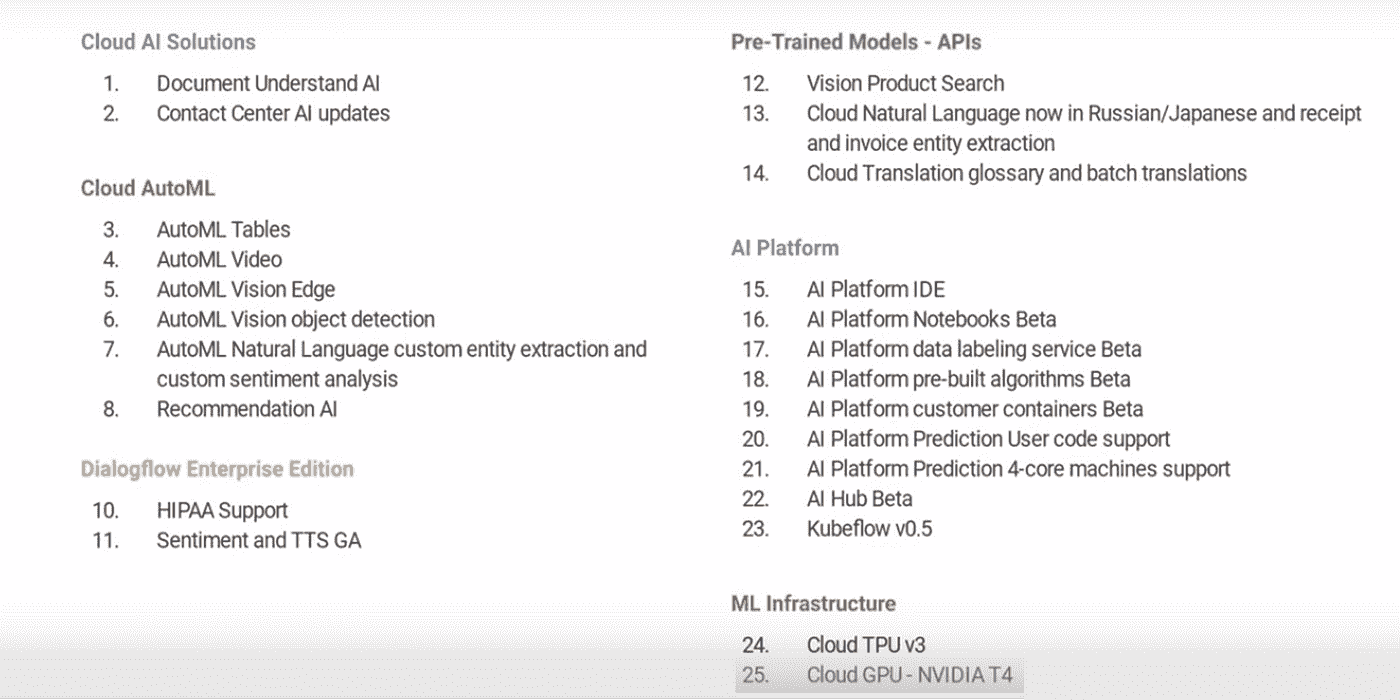 Cloud AI Solutions
1. Document Understand AI
2. Contact Center AI updates
Cloud AutoML
3. AutoML Tables
4. AutoML Video
5. AutoML Vision Edge
6. AutoML Vision object detection
7. AutoML Natural Language custom entity extraction and
custom sentiment analysis
8. Recommendation AI
Dialogflow Enterprise Edition
10. HIPAA Support
11. Sentiment and TTS GA
Pre-Trained Models - APIs
12. Vision Product Search
13. Cloud Natural Language now in Russian/Japanese and receipt
and invoice entity extraction
14. Cloud Translation glossary and batch translations
AI Platform
15. AI Platform IDE
16. AI Platform Notebooks Beta
17. AI Platform data labeling service Beta
18. AI Platform pre-built algorithms Beta
19. AI Platform customer containers Beta
20. AI Platform Prediction User code support
21. AI Platform Prediction 4-core machines support
22. AI Hub Beta
23. Kubeflow v0.5
ML Infrastructure
24. Cloud TPU v3
25. Cloud GPU - NVIDIA T4